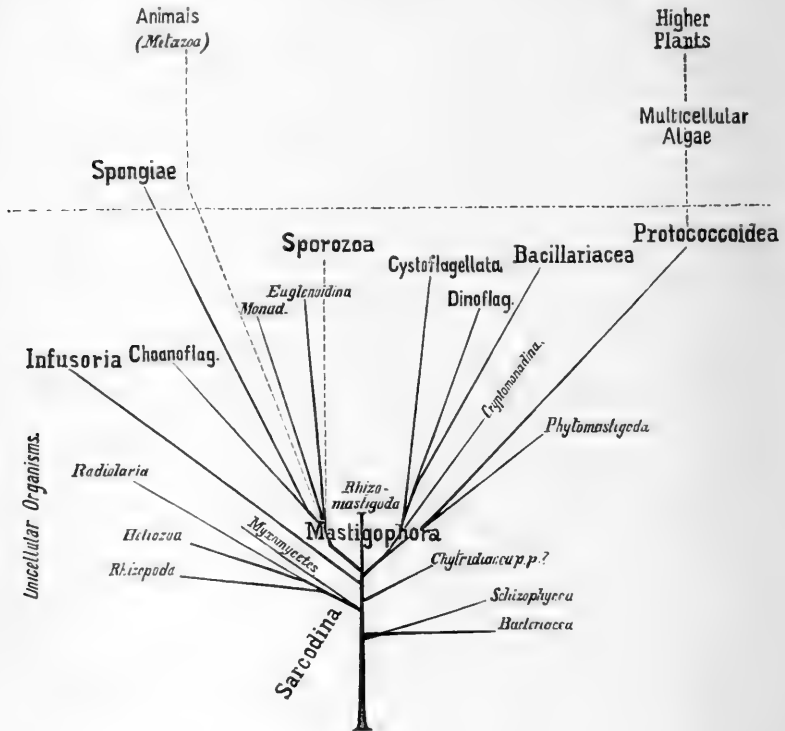 Animals
(Metazoa)
Higher
Plants
Multicellular
Algae
Spongiae
Sporozoa
Protococcoidea
Cystoflagellata
Bacillariacea
Euglenoidina
Monad.
Dinoflag.
Infusoria
Choanoflag.
Cryptomonadina.
Phytomastigoda
Unicellular Organisms.
Radiolaria
Rhizo-
mastigoda
Mastigophora
Myxomycetes
Heliozoa
Rhizopoda
Chytridiacea p.p.?
Schizophycea
Sarcodina
Bacteriacea